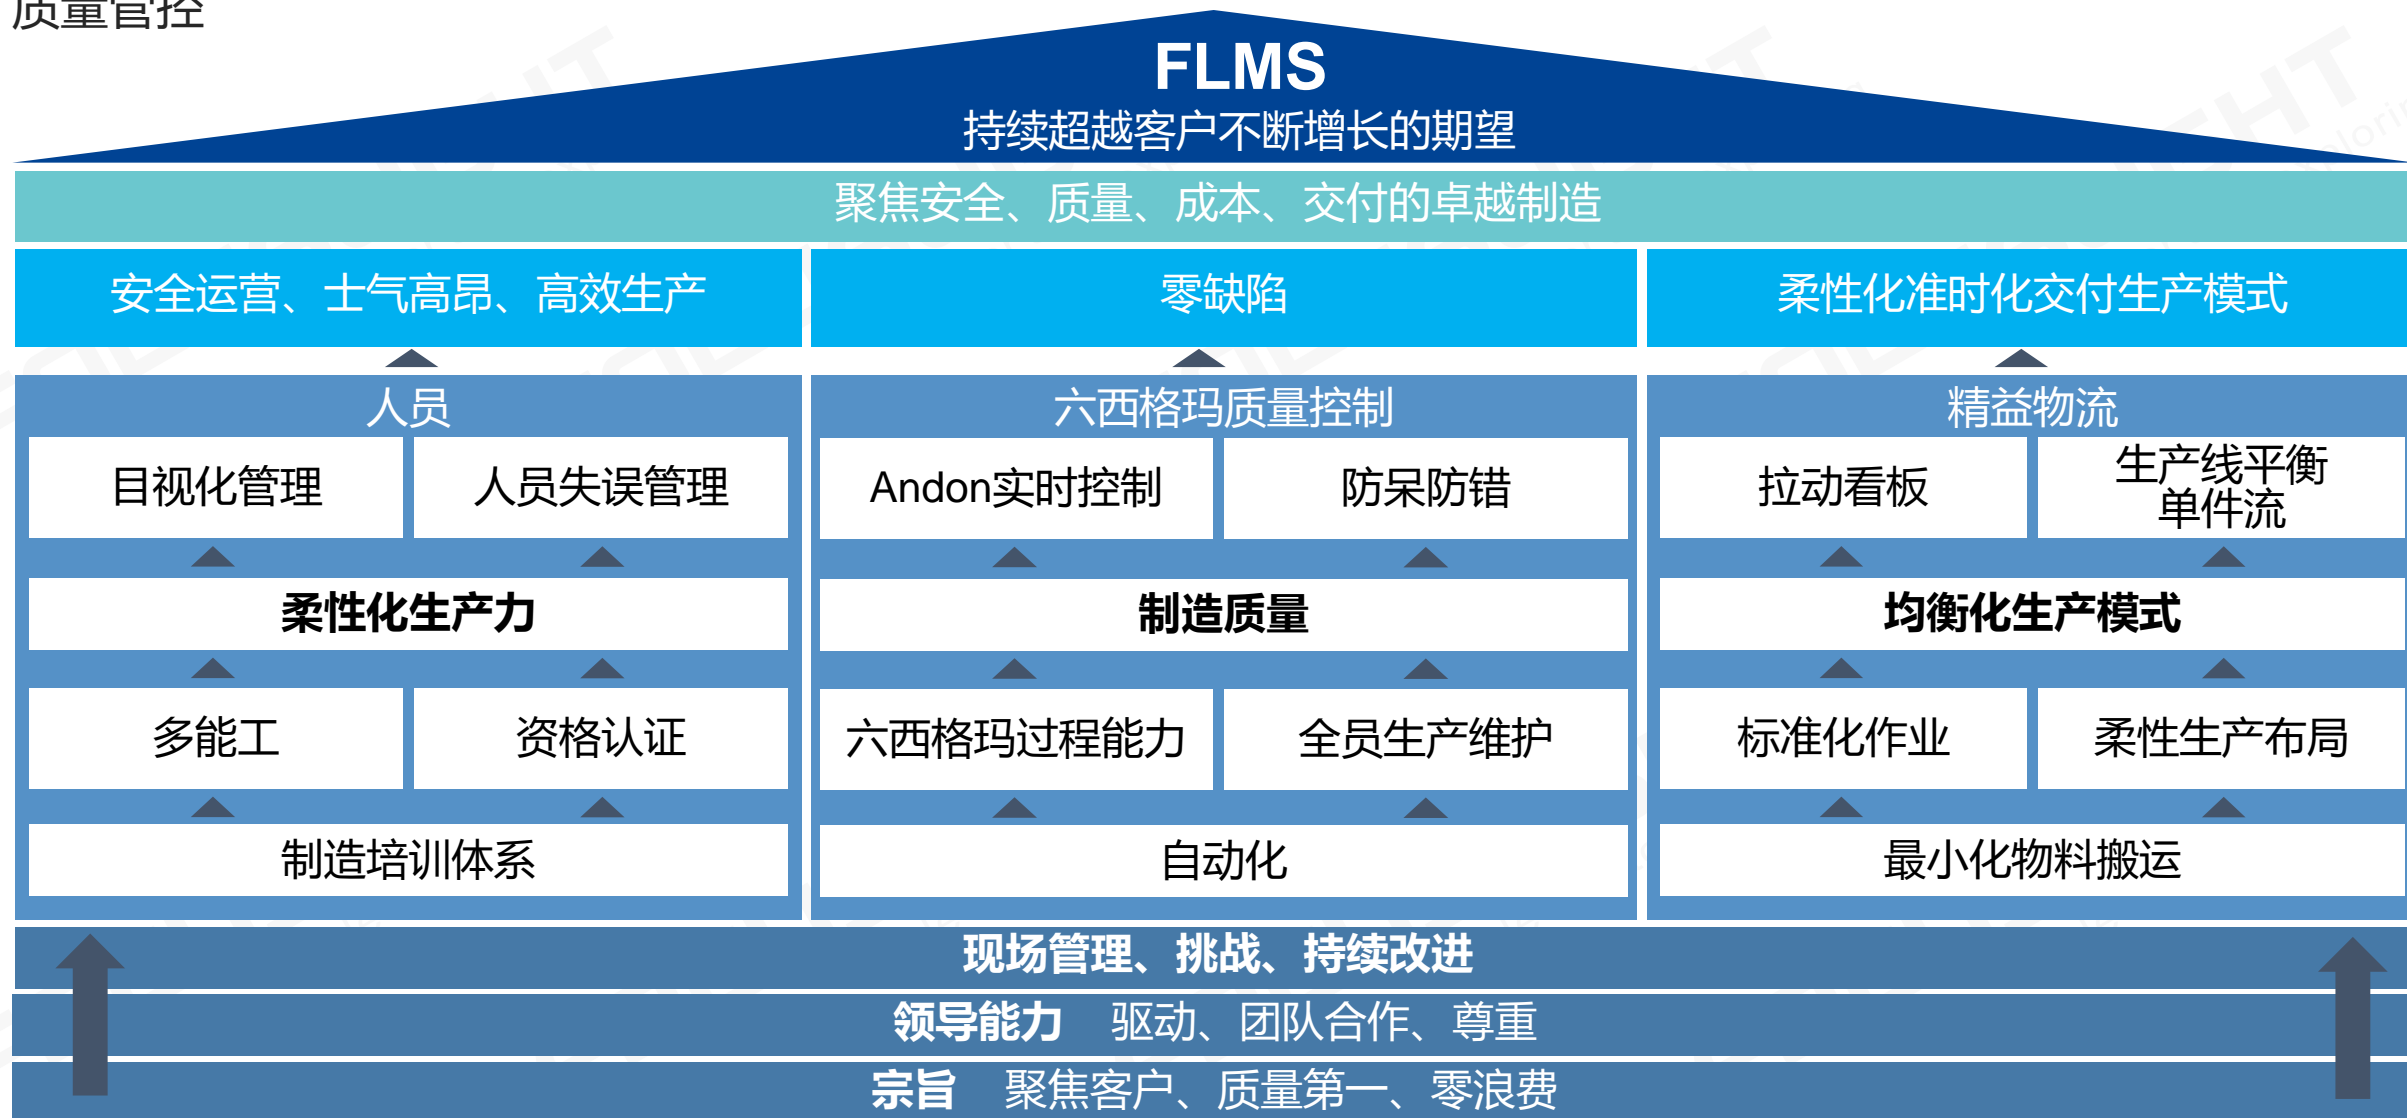 质量管控
FLMS
持续超越客户不断增长的期望
聚焦安全、质量、成本、交付的卓越制造
安全运营、士气高昂、高效生产
零缺陷
柔性化准时化交付生产模式
人员
目视化管理
人员失误管理
柔性化生产力
多能工
资格认证
制造培训体系
六西格玛质量控制
Andon实时控制
防呆防错
制造质量
六西格玛过程能力
全员生产维护
自动化
精益物流
拉动看板
生产线平衡
单件流
均衡化生产模式
标准化作业
柔性生产布局
最小化物料搬运
现场管理、挑战、持续改进
领导能力 驱动、团队合作、尊重
宗旨 聚焦客户、质量第一、零浪费